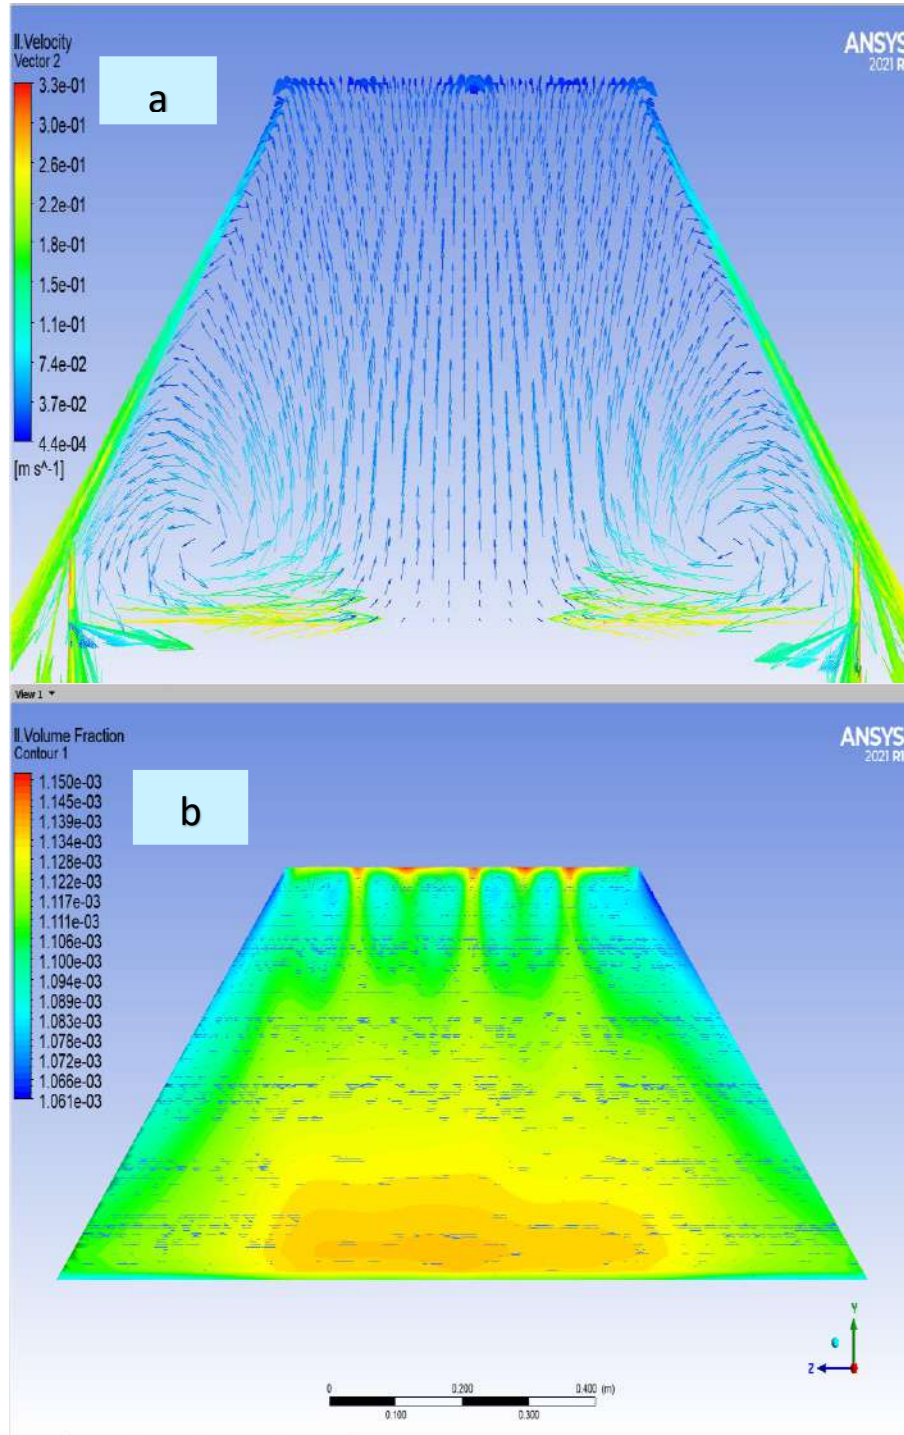 II.Velocity
Vector 2
ANSYS
2021 R
a
3.3e-01
3.0e-01
2.6e-01
2.2e-01
1.8e-01
1.5e-01
1.1e-01
7.4e-02
3.7e-02
4.4e-04
[m s^-1]
View 1
II.Volume Fraction
Contour 1
ANSYS
2021 R1
b
1.150e-03
1.145e-03
1.139e-03
1.134e-03
1.128e-03
1.122e-03
1.117e-03
1.111e-03
1.106e-03
1.100e-03
1.094e-03
1.089e-03
1.083e-03
1.078e-03
1.072e-03
1.066e-03
1.061e-03
Y
Z
0 0.200 0.400 (m)
0.100 0.300